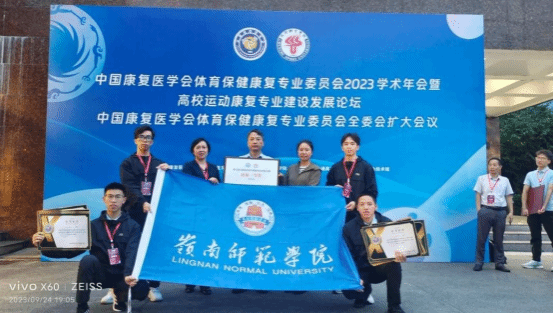 中国康复医学会体育保健康复专业委员会2023学术年会暨
高校运动康复专业建设发展论坛
中国康复医学会体育保健康复专业委员会全委会扩大会议
嶺南师範学院
LINGNAN NORMAL UNIVERSITY
vivo X60 | ZEISS
2023/09/24 19:05